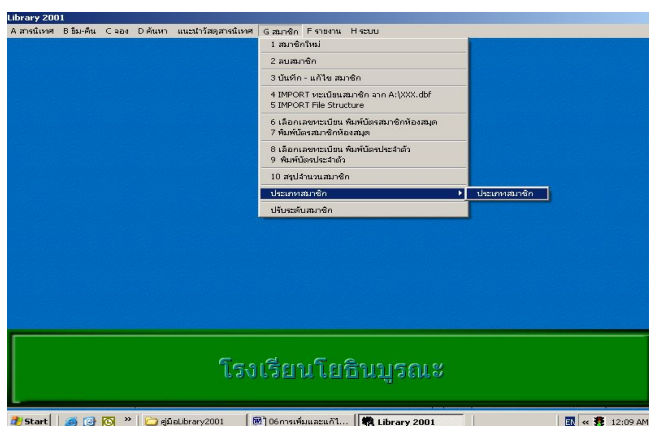 Library 2001
A สารนิเทศ B ยืม-คืน C จอง D ค้นหา แนะนำวัสดุสารนิเทศ G สมาชิก F รายงาน H ระบบ
1 สมาชิกใหม่
2 ลบสมาชิก
3 บันทึก - แก้ไข สมาชิก
4 IMPORT ทะเบียนสมาชิก จาก A:\XXX.dbf
5 IMPORT File Structure
6 เลือกเลขทะเบียน พิมพ์บัตรสมาชิกห้องสมุด
7 พิมพ์บัตรสมาชิกห้องสมุด
8 เลือกเลขทะเบียน พิมพ์บัตรประจำตัว
9 พิมพ์บัตรประจำตัว
10 สรุปจำนวนสมาชิก
ประเภทสมาชิก ประเภทสมาชิก
ปรับระดับสมาชิก
โรงเรียนโยธินบูรณะ
Start » คู่มือLibrary2001 06การเพิ่มและแก้ไ... Library 2001 EN « 12:09 AM